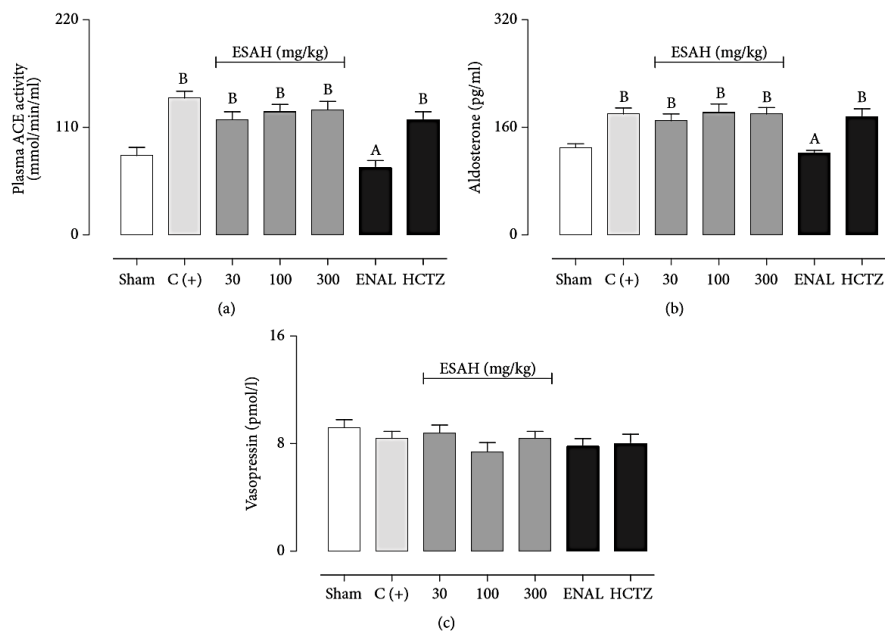 220
110
0
Plasma ACE activity
(mmol/min/ml)
ESAH (mg/kg)
B
B
B
B
A
B
Sham C (+) 30 100 300 ENAL HCTZ
(a)
320
160
0
Aldosterone (pg/ml)
ESAH (mg/kg)
B
B
B
B
A
B
Sham C (+) 30 100 300 ENAL HCTZ
(b)
16
8
0
Vasopressin (pmol/l)
ESAH (mg/kg)
Sham C (+) 30 100 300 ENAL HCTZ
(c)